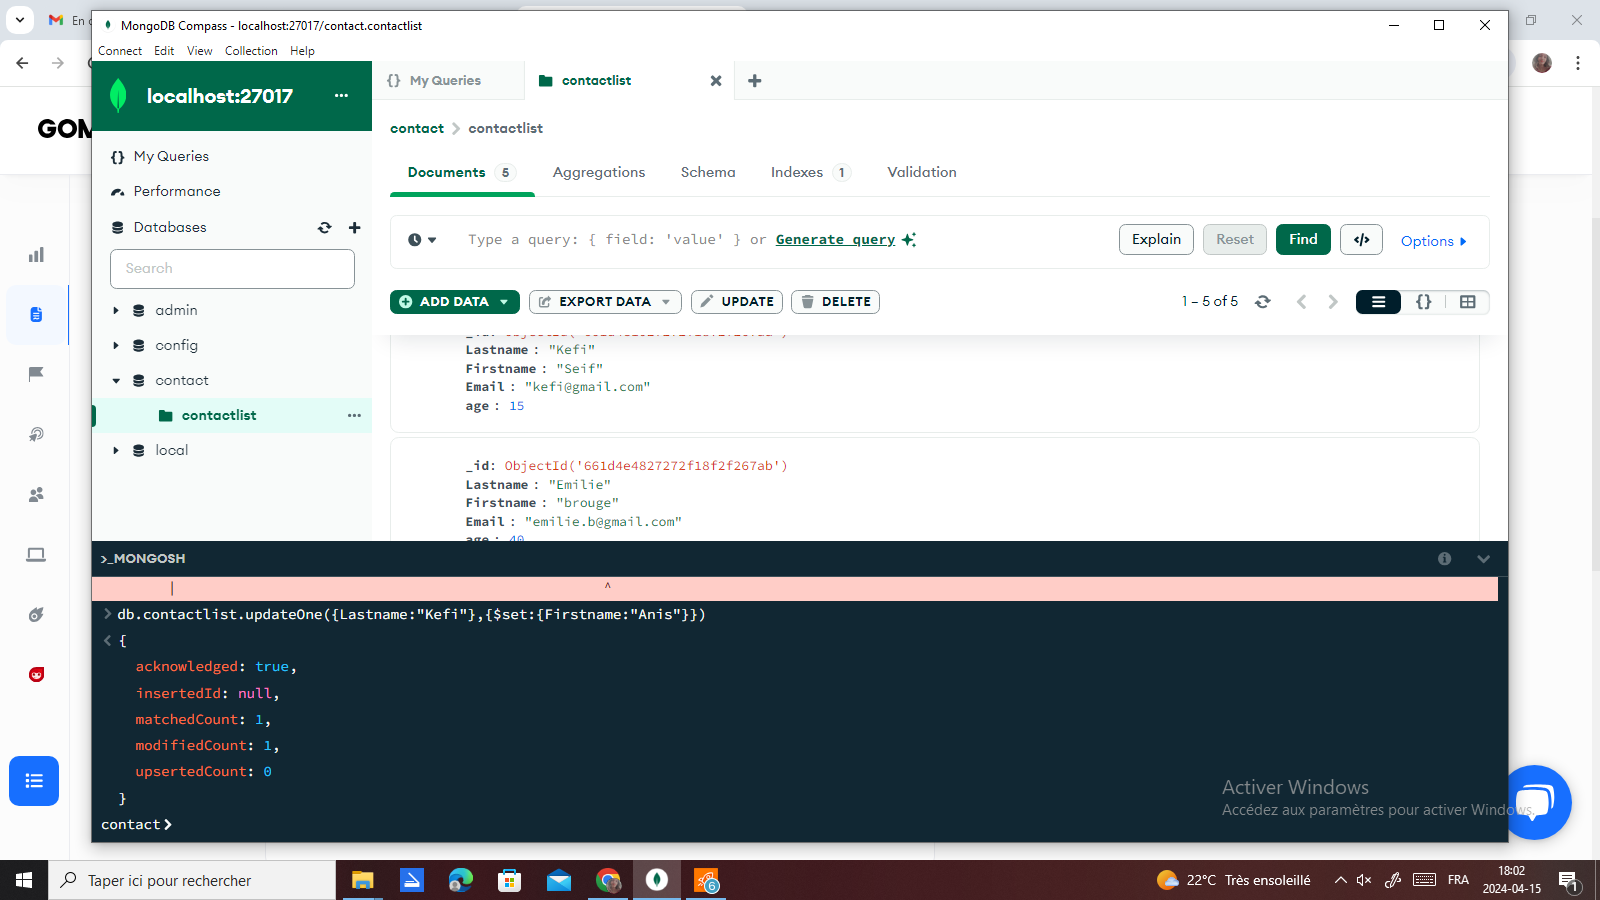 En c
MongoDB Compass - localhost:27017/contact.contactlist
Connect Edit View Collection Help
localhost:27017
{} My Queries
contactlist
GOM
My Queries
Performance
Databases
Search
admin
config
contact
contactlist
local
contact > contactlist
Documents 5 Aggregations Schema Indexes 1 Validation
Type a query: { field: 'value' } or Generate query
Explain Reset Find </> Options
ADD DATA EXPORT DATA UPDATE DELETE
1 – 5 of 5
Lastname : "Kefi"
Firstname : "Seif"
Email : "kefi@gmail.com"
age : 15
_id: ObjectId('661d4e4827272f18f2f267ab')
Lastname : "Emilie"
Firstname : "brouge"
Email : "emilie.b@gmail.com"
age : 40
>_MONGOSH
^
> db.contactlist.updateOne({Lastname:"Kefi"},{$set:{Firstname:"Anis"}})
< {
acknowledged: true,
insertedId: null,
matchedCount: 1,
modifiedCount: 1,
upsertedCount: 0
}
contact>
Activer Windows
Accédez aux paramètres pour activer Windows.
Taper ici pour rechercher
6
22°C Très ensoleillé
FRA
18:02
2024-04-15
1